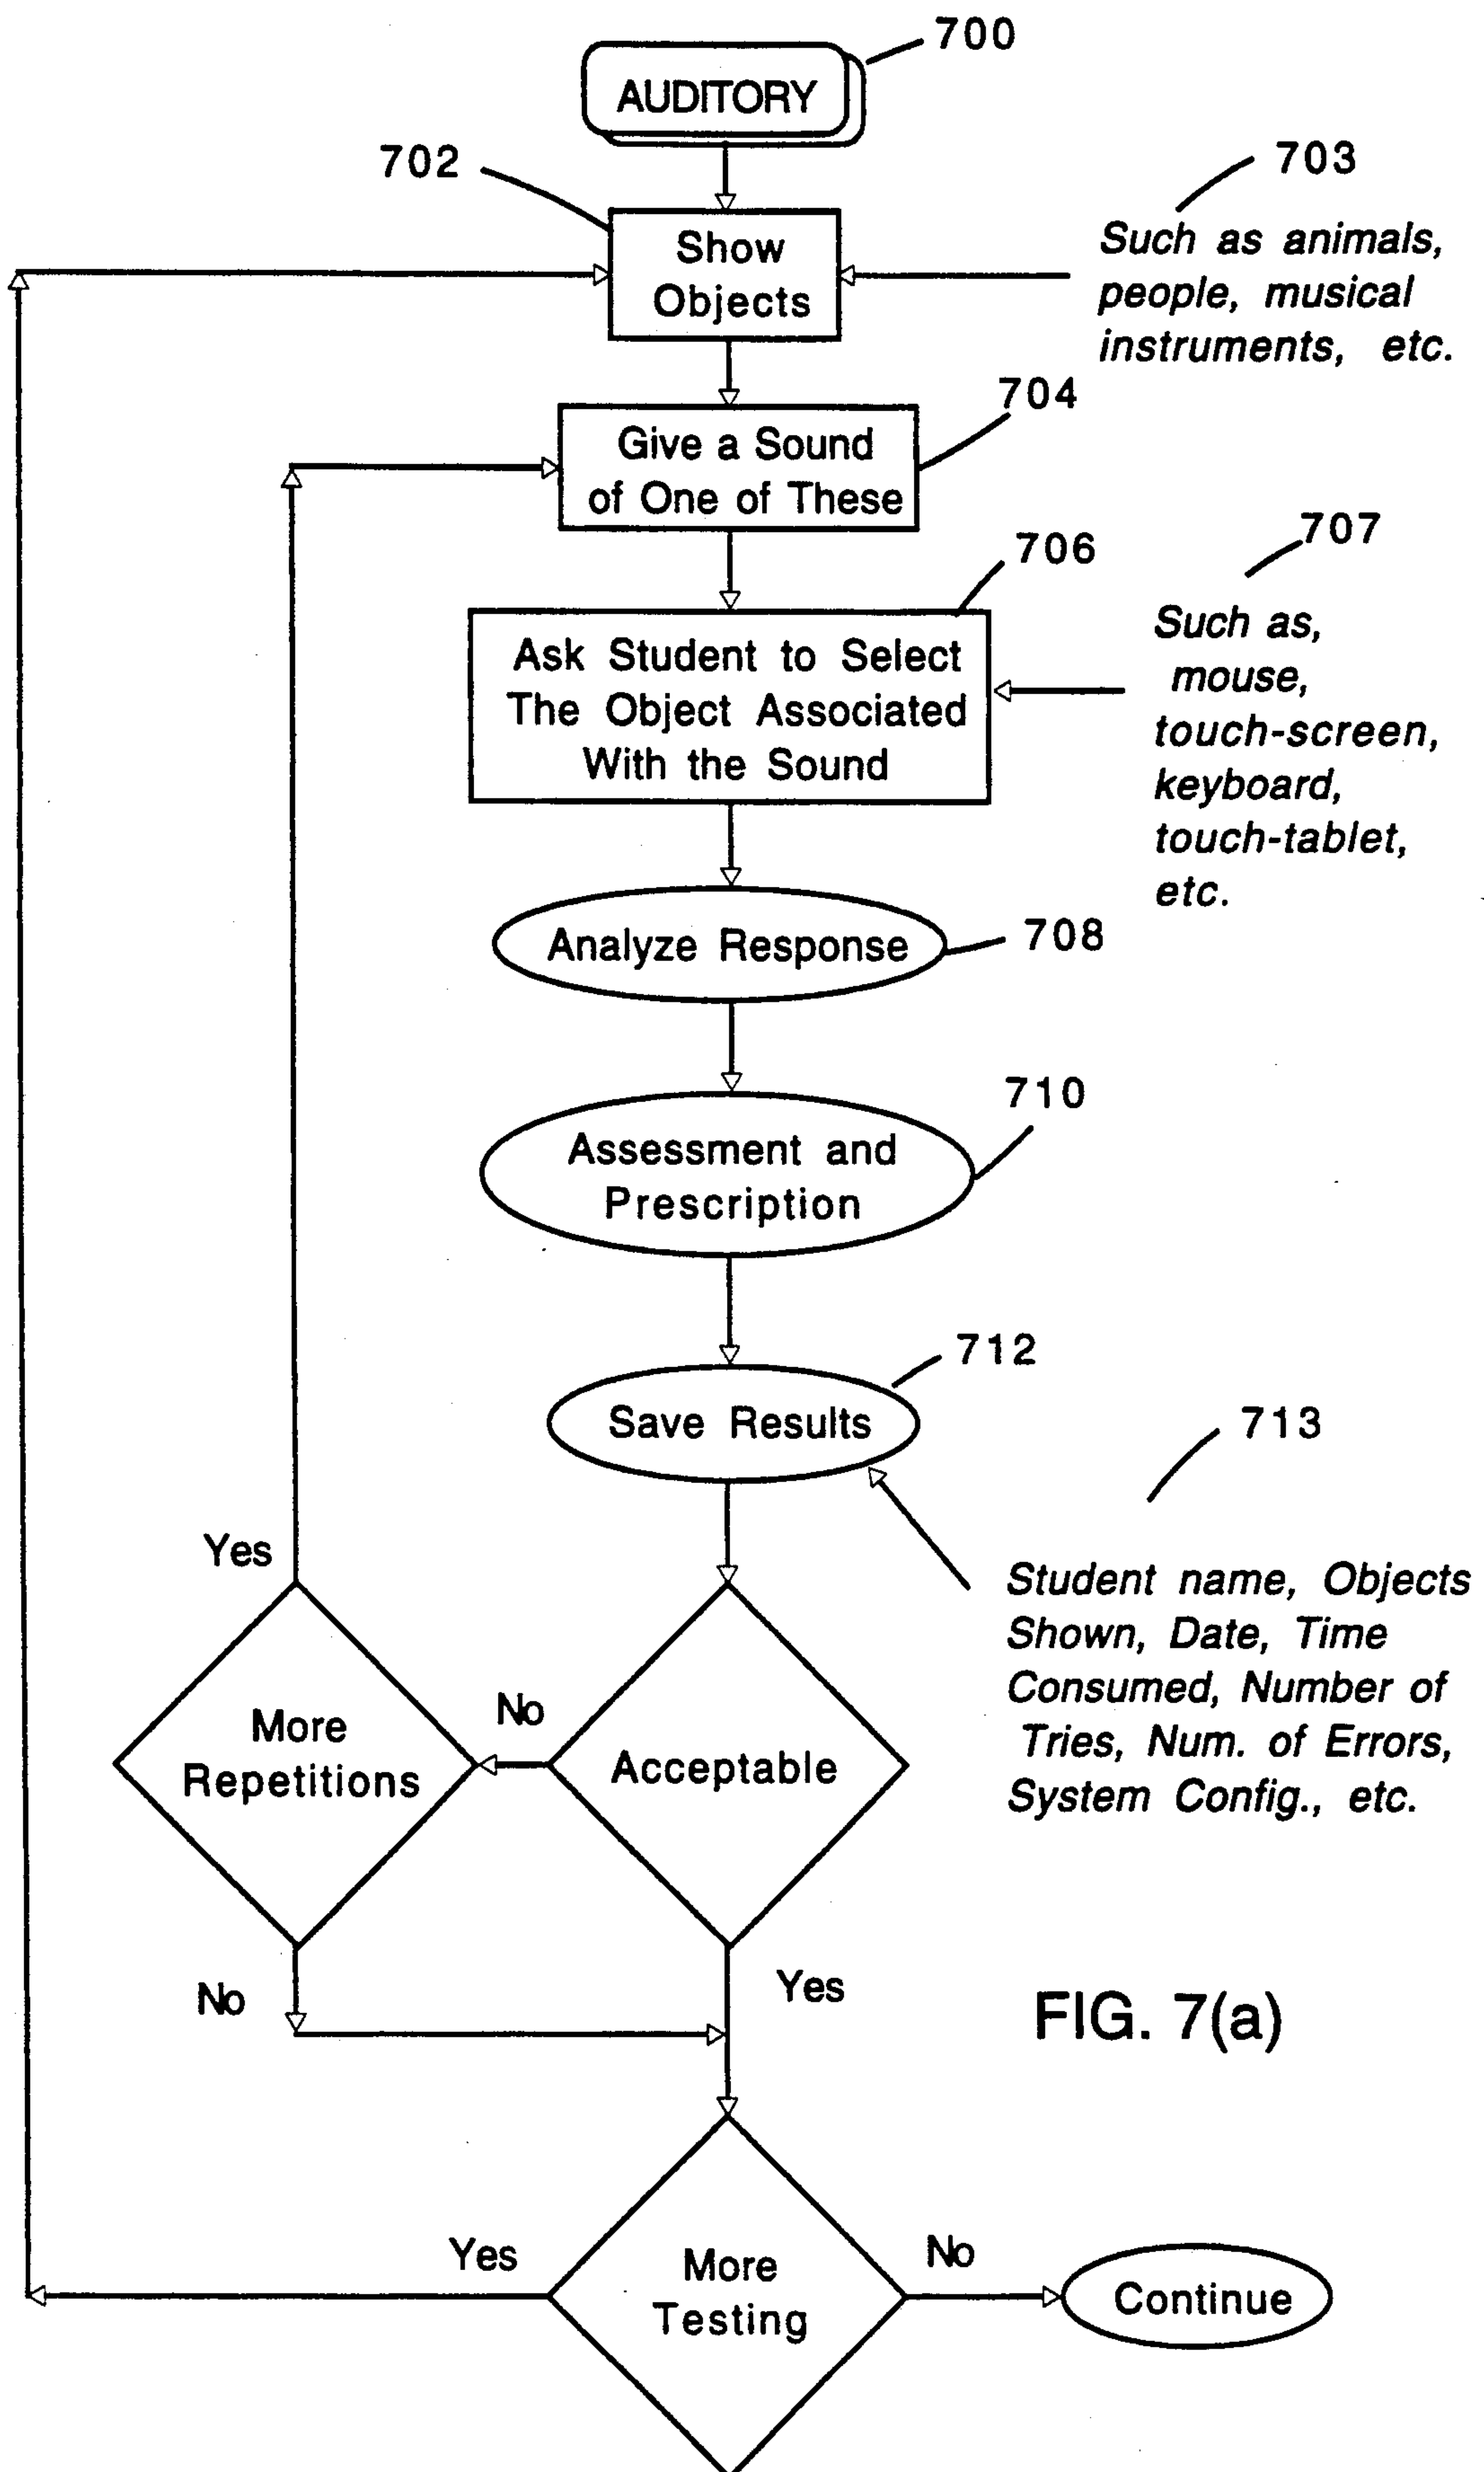 700
AUDITORY
702
703
Show
Objects
Such as animals,
people, musical
instruments, etc.
704
Give a Sound
of One of These
706
707
Ask Student to Select
The Object Associated
With the Sound
Such as,
mouse,
touch-screen,
keyboard,
touch-tablet,
etc.
Analyze Response
708
710
Assessment and
Prescription
712
Save Results
713
Student name, Objects
Shown, Date, Time
Consumed, Number of
Tries, Num. of Errors,
System Config., etc.
Yes
More
Repetitions
No
Acceptable
No
Yes
FIG. 7(a)
Yes
More
Testing
No
Continue